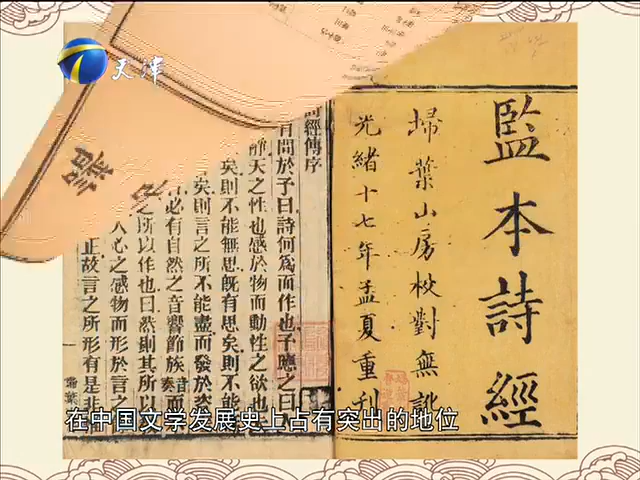 天津
監本詩經
掃葉山房校對無訛
光緒十七年孟夏重刊
詩經傳序
有問於予曰詩何為而作也予應之曰人
靜天之性也感於物而動性之欲也
矣則不能無思既有思矣則不能
矣則言之所不能盡而發於咨
必有自然之音響節族音奏而
之所以作也曰然則其所以
人心之感物而形於言之
正故言之所形有是非
在中国文学发展史上占有突出的地位